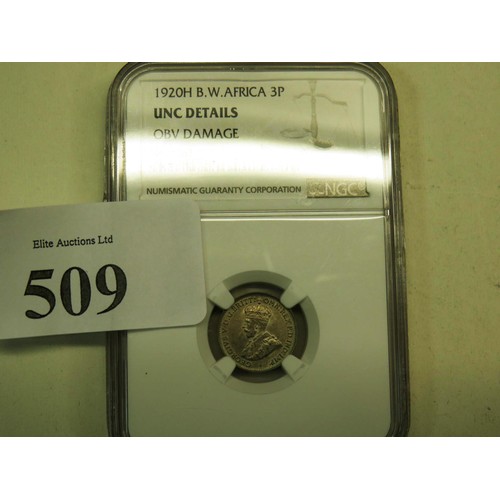 1920H B.W.AFRICA 3P
UNC DETAILS
OBV DAMAGE
NUMISMATIC GUARANTY CORPORATION
NGC
Elite Auctions Ltd
509